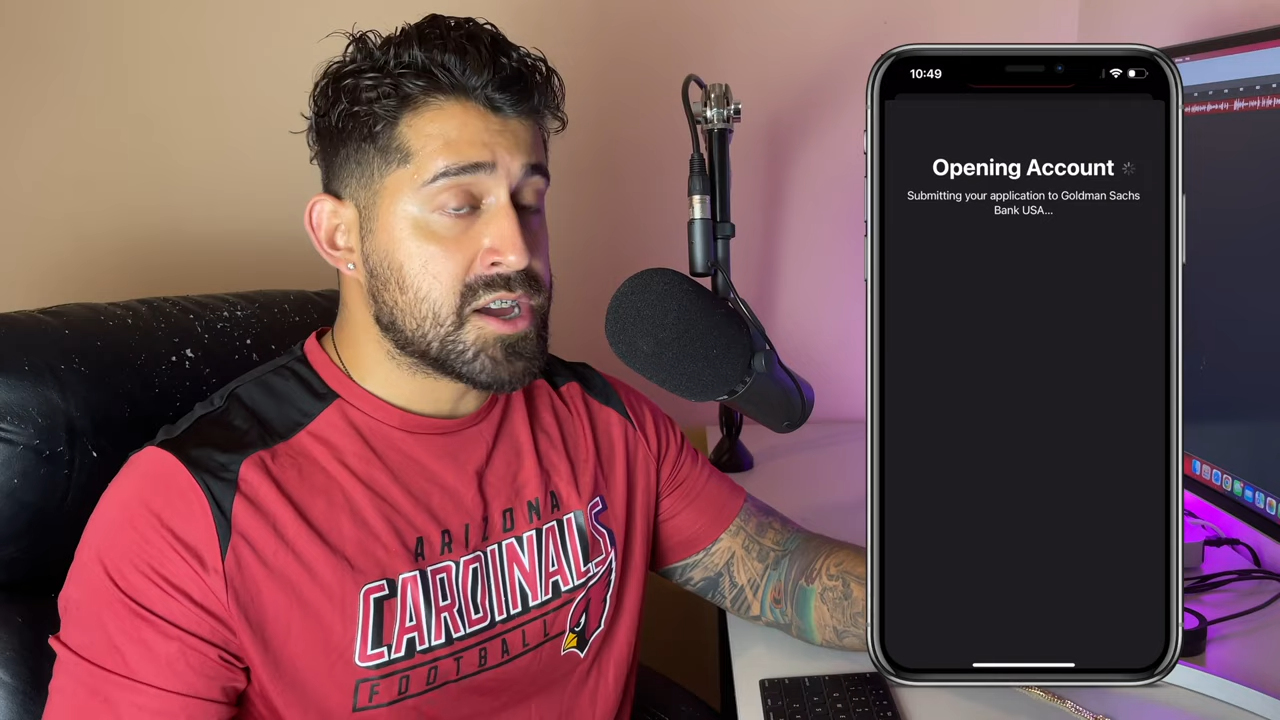 ARIZONA
CARDINALS
FOOTBALL
10:49
Opening Account
Submitting your application to Goldman Sachs
Bank USA...